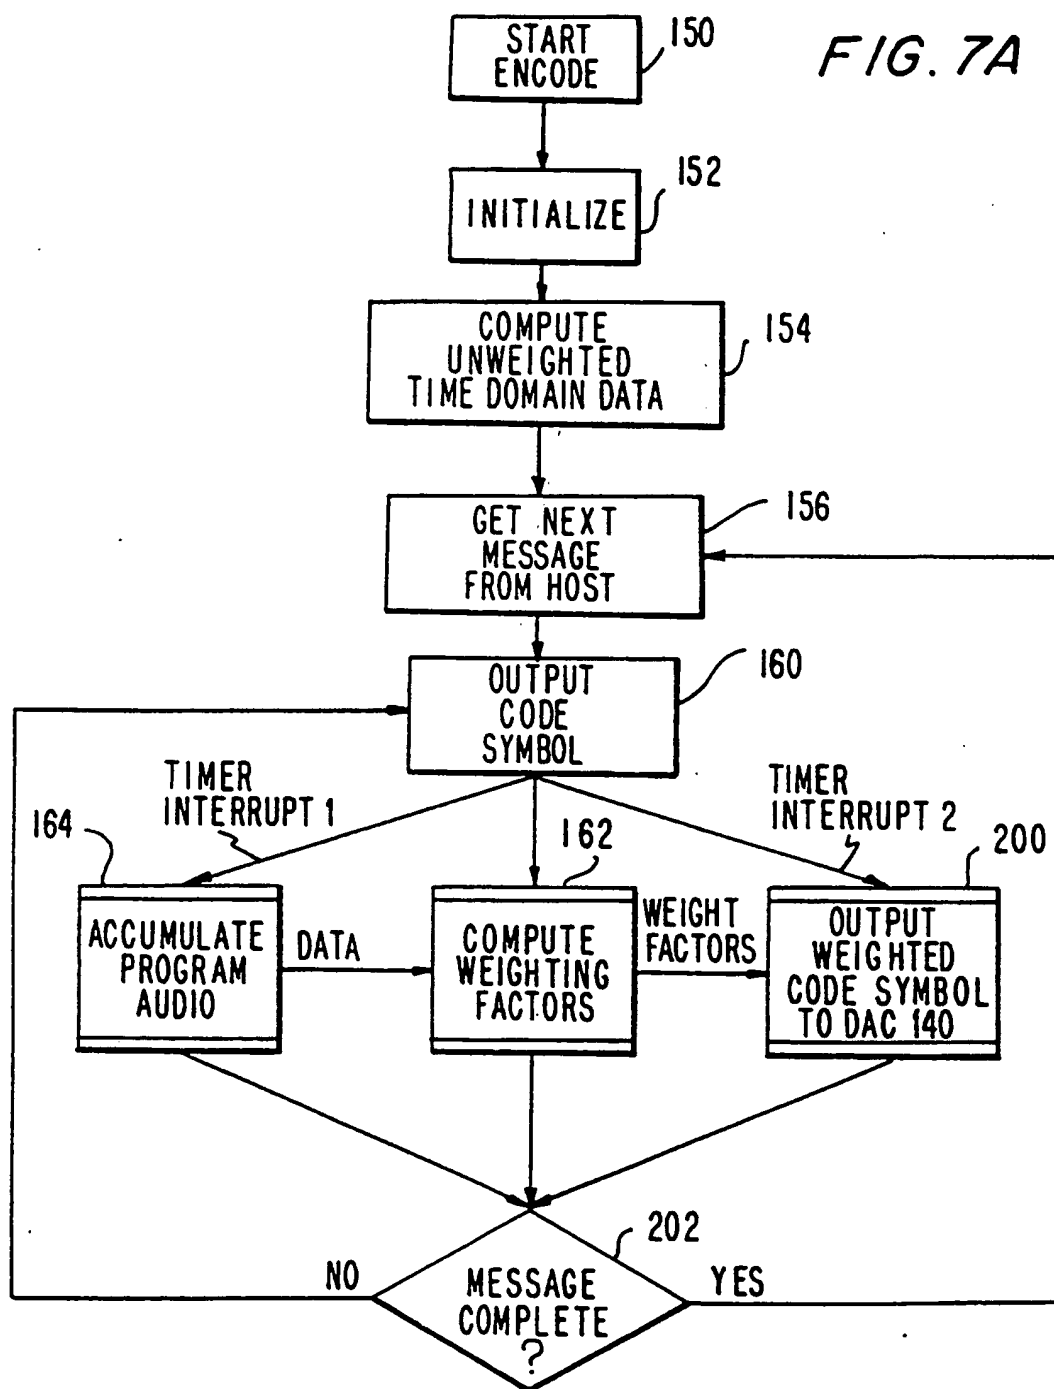 START
ENCODE
150
FIG. 7A
INITIALIZE
152
COMPUTE
UNWEIGHTED
TIME DOMAIN DATA
154
GET NEXT
MESSAGE
FROM HOST
156
OUTPUT
CODE
SYMBOL
160
TIMER
INTERRUPT 1
TIMER
INTERRUPT 2
164
162
200
ACCUMULATE
PROGRAM
AUDIO
DATA
COMPUTE
WEIGHTING
FACTORS
WEIGHT
FACTORS
OUTPUT
WEIGHTED
CODE SYMBOL
TO DAC 140
202
NO
MESSAGE
COMPLETE
?
YES